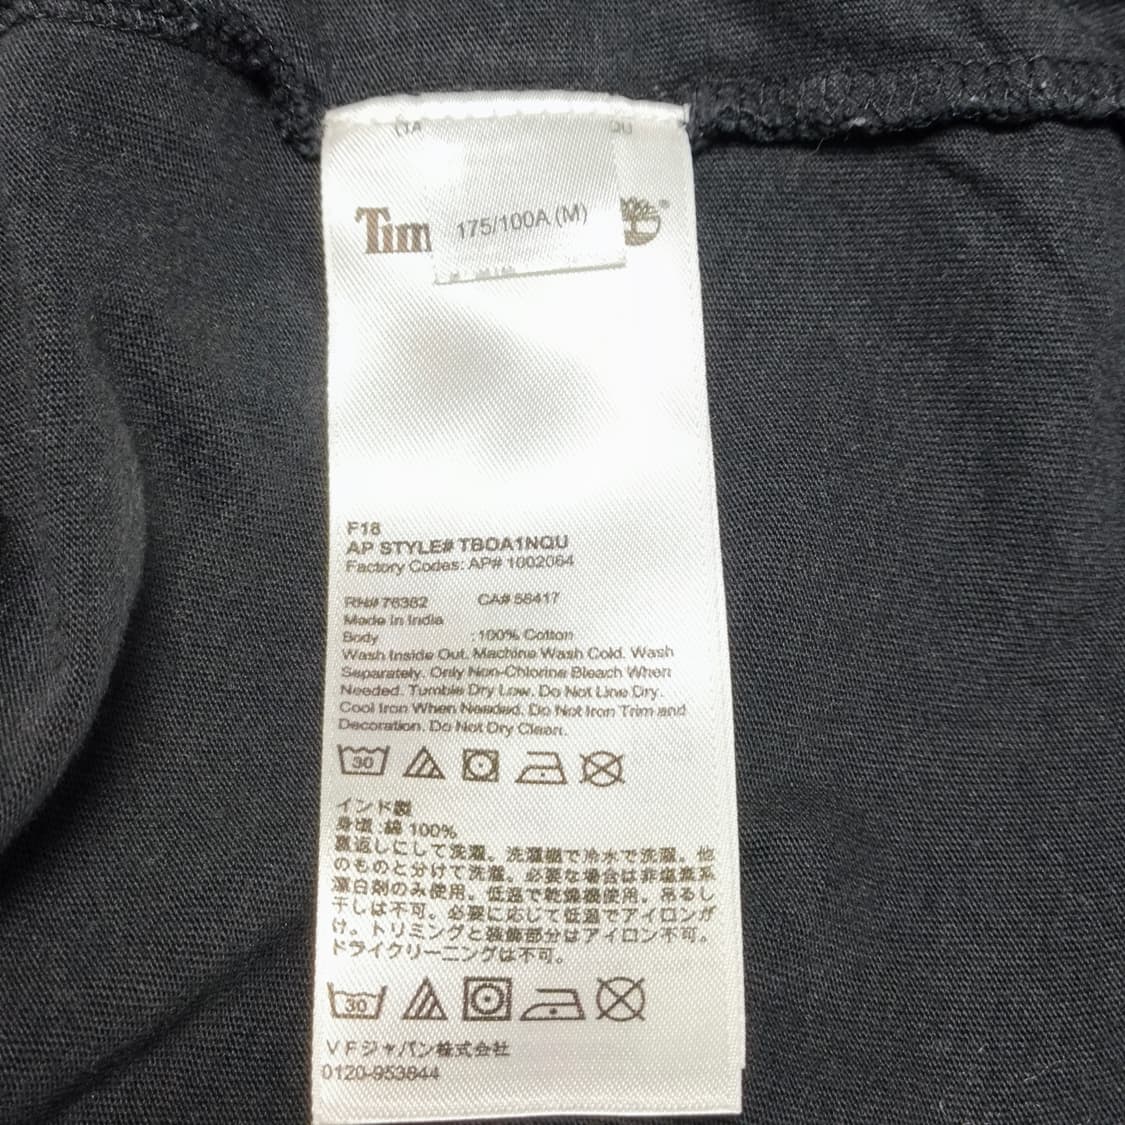 175/100A (M)
Tim
®
F18
AP STYLE# TBOA1NQU
Factory Codes: AP# 1002064
RN# 76382 CA# 56417
Made In India
Body : 100% Cotton
Wash Inside Out. Machine Wash Cold. Wash
Separately. Only Non-Chlorine Bleach When
Needed. Tumble Dry Low. Do Not Line Dry.
Cool Iron When Needed. Do Not Iron Trim and
Decoration. Do Not Dry Clean.
30
インド製
身頃 :綿 100%
裏返しにして洗濯。洗濯機で冷水で洗濯。他
のものと分けて洗濯。必要な場合は非塩素系
漂白剤のみ使用。低温で乾燥機使用。吊るし
干しは不可。必要に応じて低温でアイロンが
け。トリミングと装飾部分はアイロン不可。
ドライクリーニングは不可。
30
VFジャパン株式会社
0120-953844